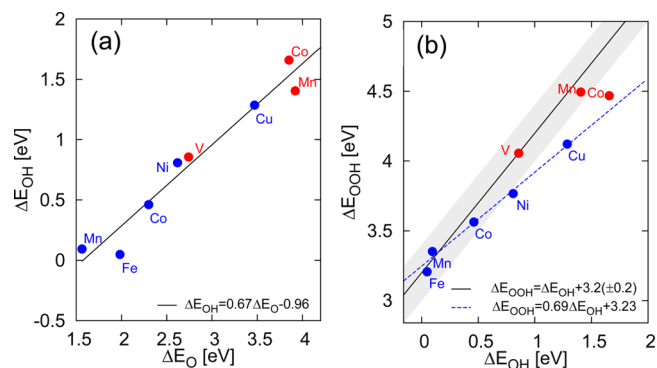 (a)
ΔE_OH [eV]
2
1.5
1
0.5
0
-0.5
Co
Mn
Cu
V
Ni
Co
Mn
Fe
ΔE_OH=0.67ΔE_O-0.96
1.5 2 2.5 3 3.5 4
ΔE_O [eV]
(b)
ΔE_OOH [eV]
5
4.5
4
3.5
3
Mn
Co
V
Cu
Ni
Co
Mn
Fe
ΔE_OOH=ΔE_OH+3.2(±0.2)
ΔE_OOH=0.69ΔE_OH+3.23
0 0.5 1 1.5 2
ΔE_OH [eV]